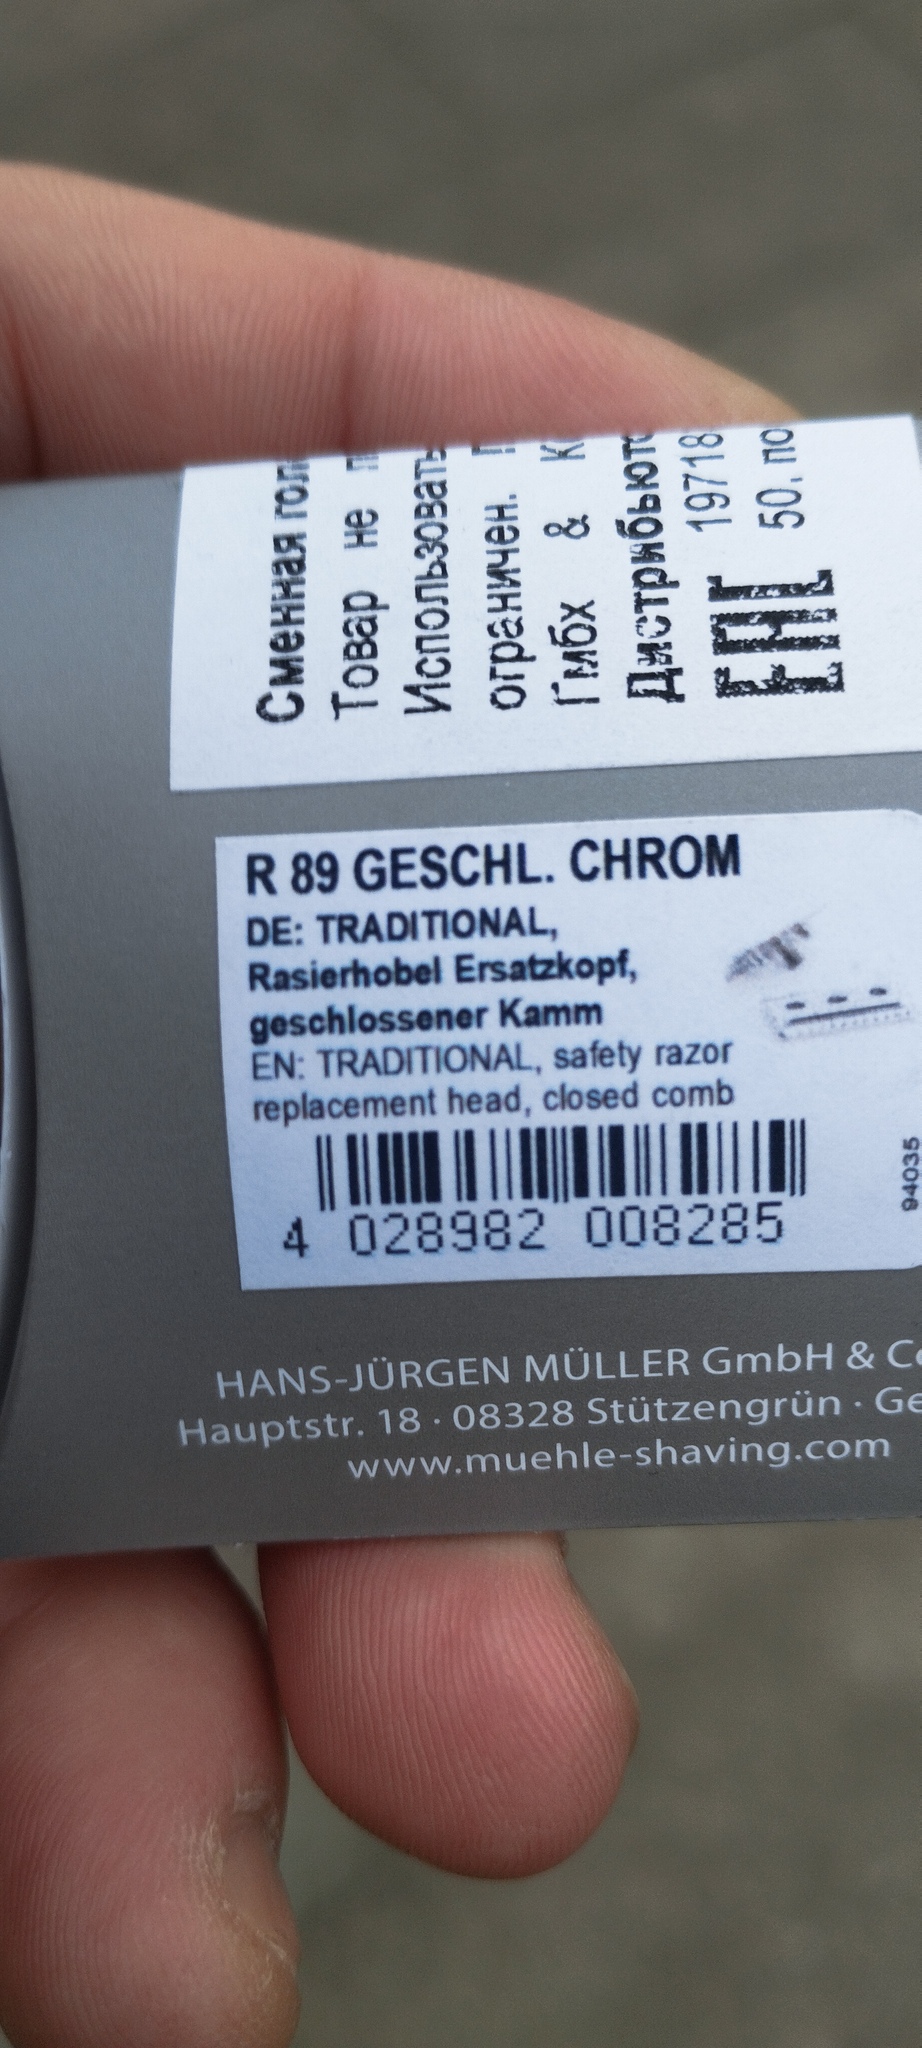 Сменная
Товар не
Использовать
ограничен.
Гмбх &
Дистрибьюто
19718
50. по
ЕАС
R 89 GESCHL. CHROM
DE: TRADITIONAL,
Rasierhobel Ersatzkopf,
geschlossener Kamm
EN: TRADITIONAL, safety razor
replacement head, closed comb
4 028982 008285
94035
HANS-JÜRGEN MÜLLER GmbH & Co
Hauptstr. 18 · 08328 Stützengrün · Ge
www.muehle-shaving.com